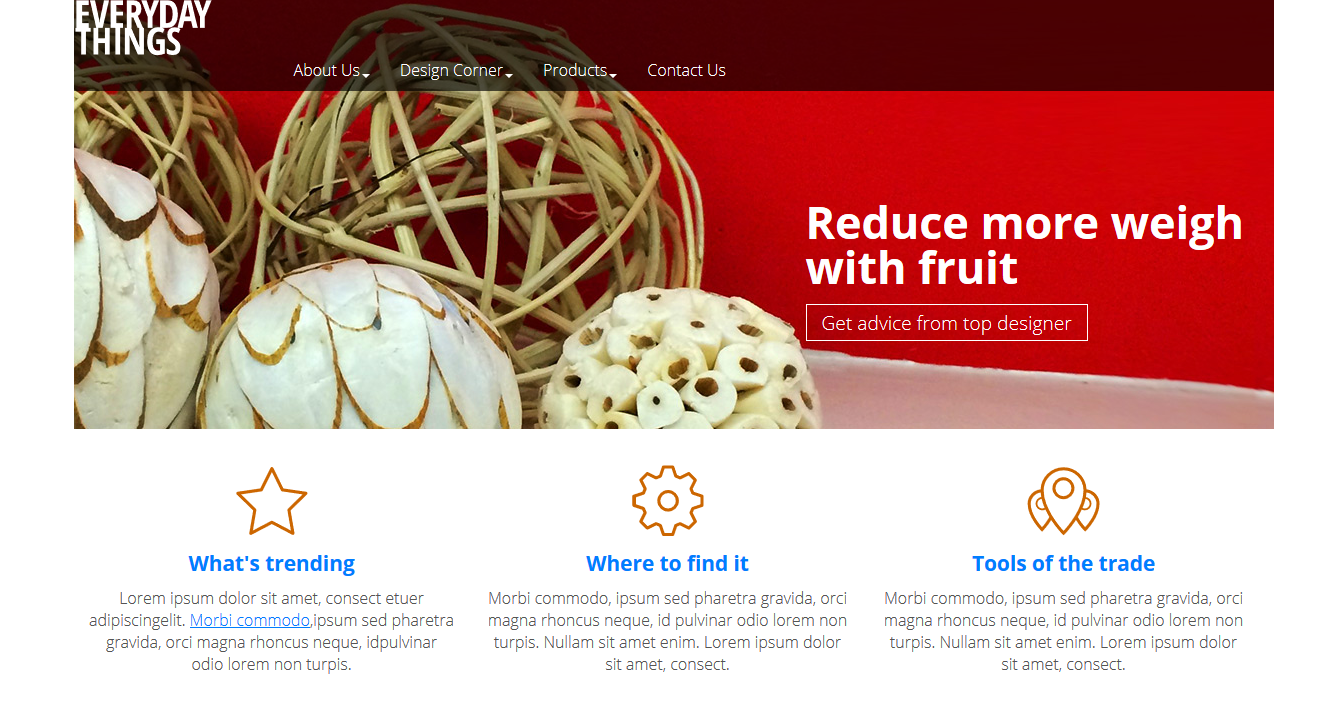 EVERYDAY
THINGS
About Us
Design Corner
Products
Contact Us
Reduce more weigh
with fruit
Get advice from top designer
What's trending
Lorem ipsum dolor sit amet, consect etuer
adipiscingelit. Morbi commodo,ipsum sed pharetra
gravida, orci magna rhoncus neque, idpulvinar
odio lorem non turpis.
Where to find it
Morbi commodo, ipsum sed pharetra gravida, orci
magna rhoncus neque, id pulvinar odio lorem non
turpis. Nullam sit amet enim. Lorem ipsum dolor
sit amet, consect.
Tools of the trade
Morbi commodo, ipsum sed pharetra gravida, orci
magna rhoncus neque, id pulvinar odio lorem non
turpis. Nullam sit amet enim. Lorem ipsum dolor
sit amet, consect.